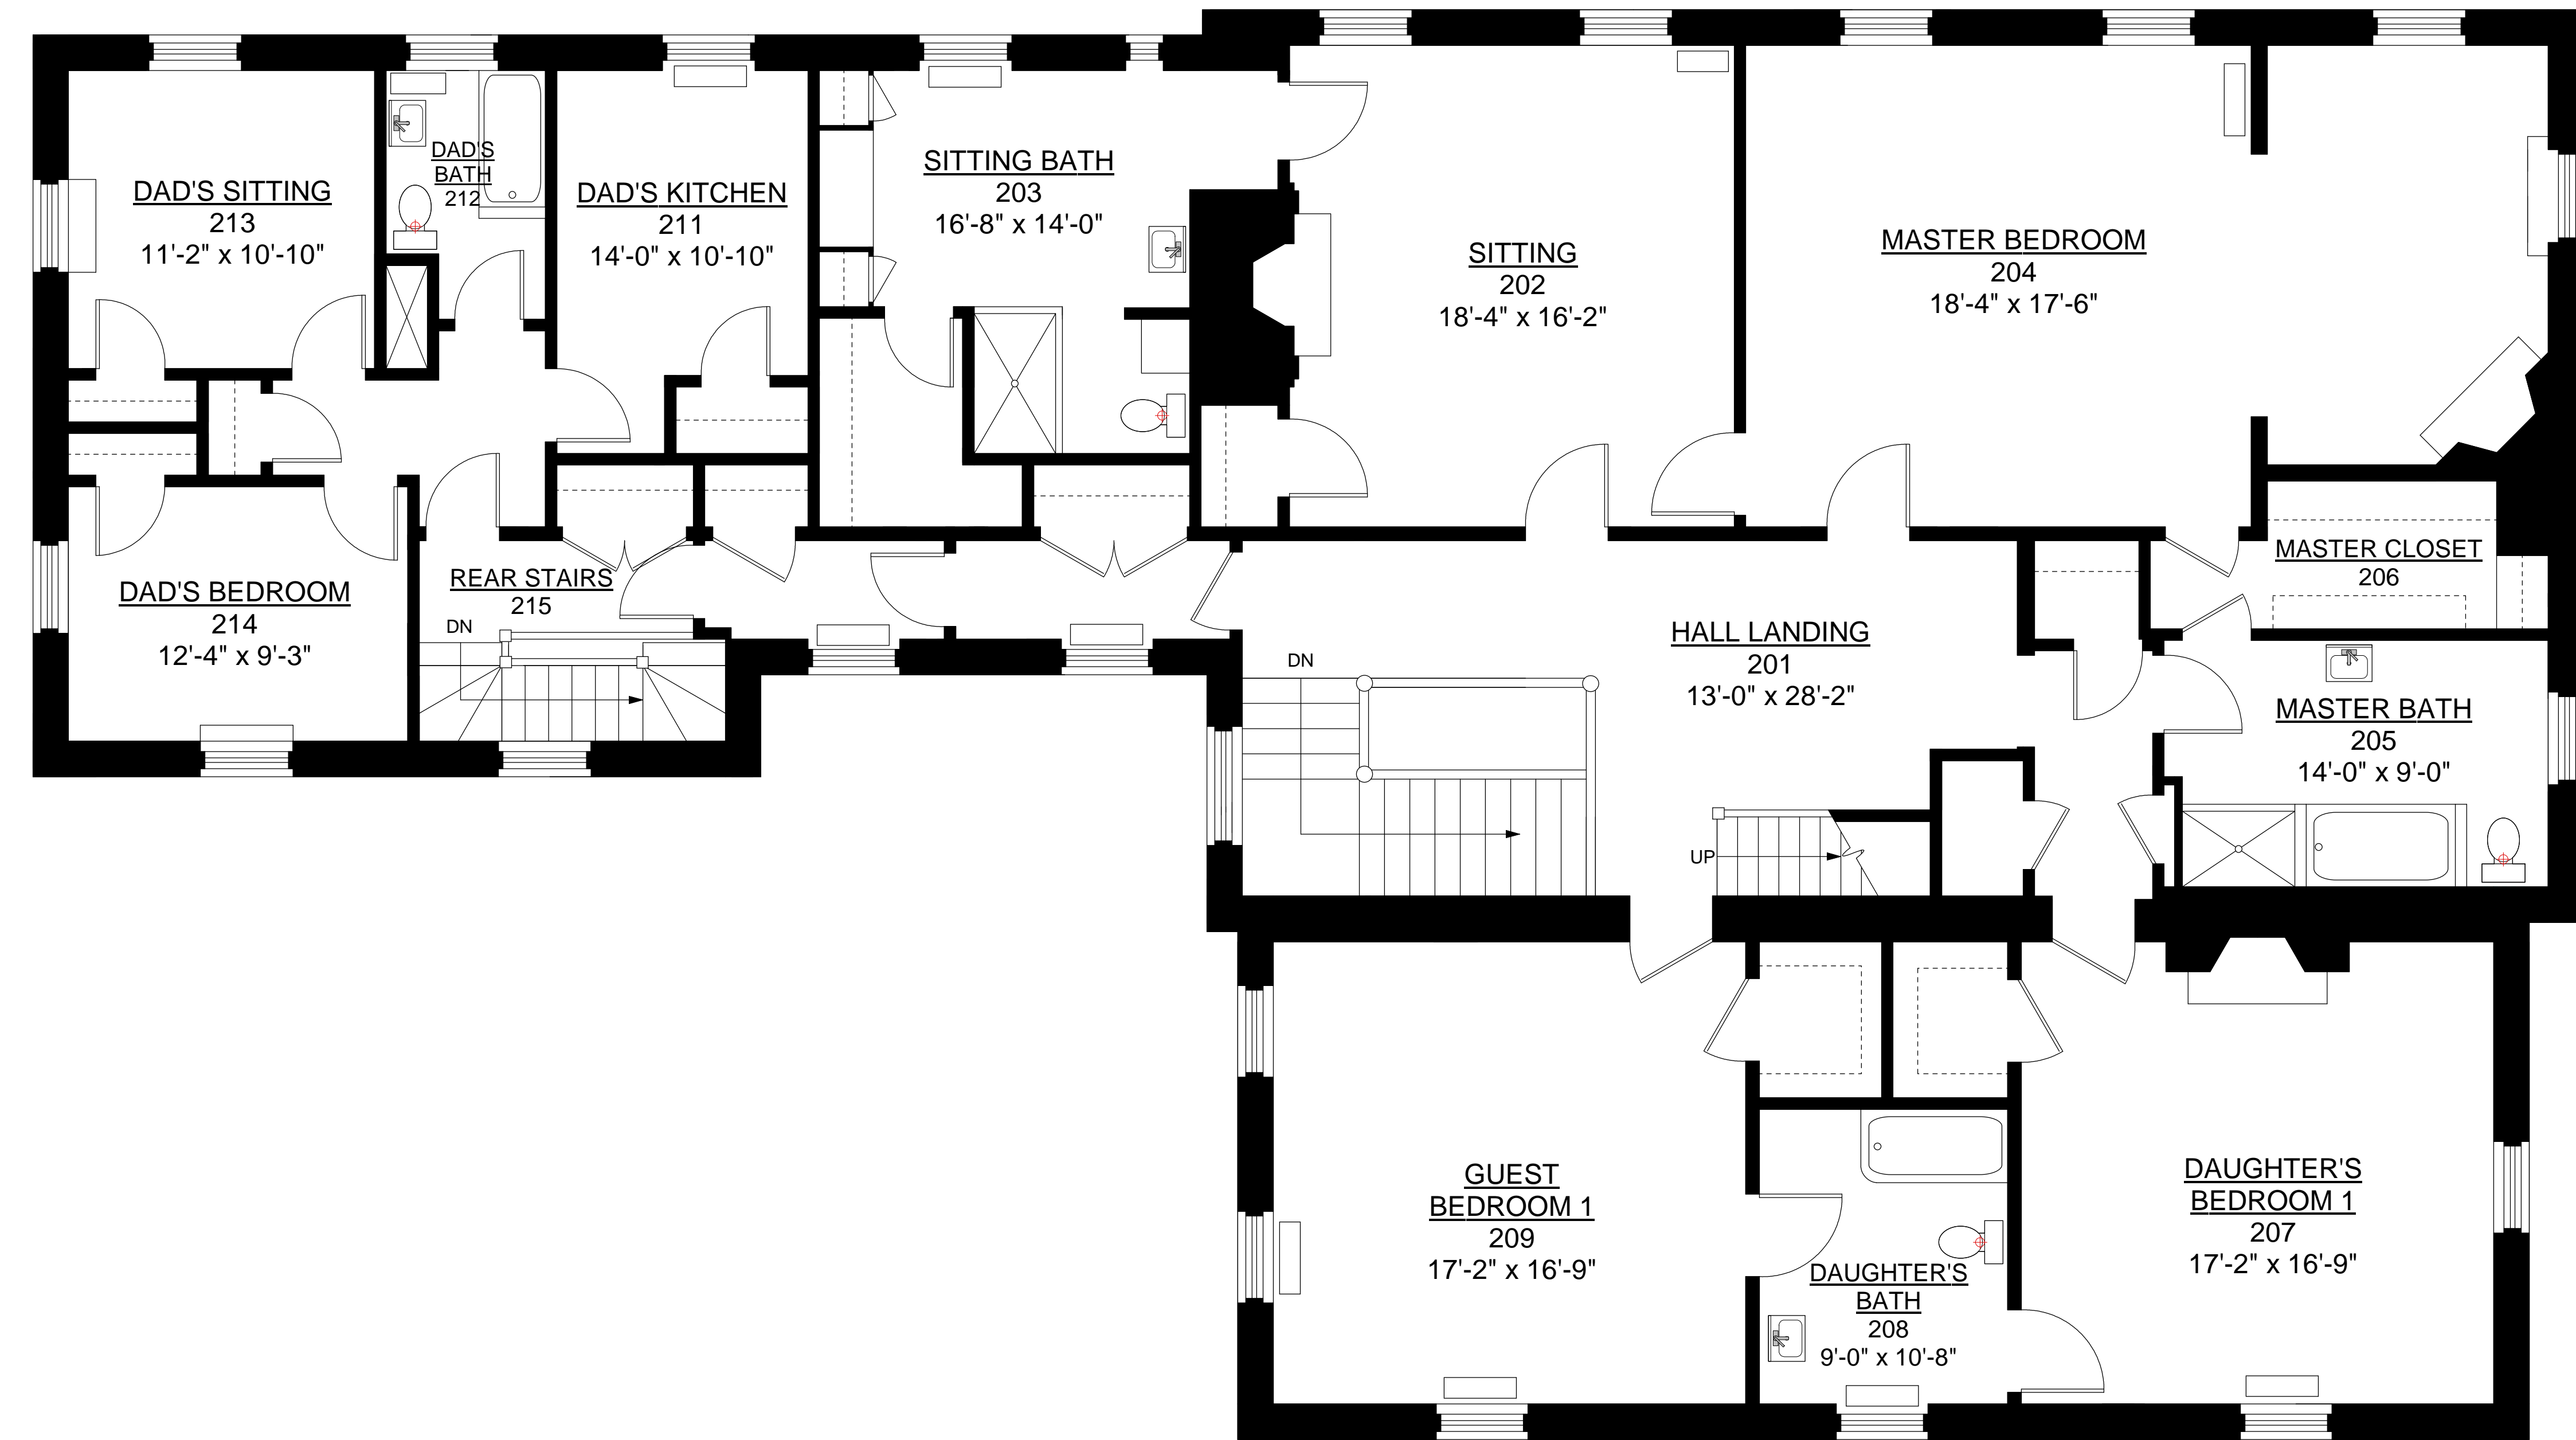 DAD'S SITTING
213
11'-2" x 10'-10"
DAD'S
BATH
212
DAD'S KITCHEN
211
14'-0" x 10'-10"
SITTING BATH
203
16'-8" x 14'-0"
SITTING
202
18'-4" x 16'-2"
MASTER BEDROOM
204
18'-4" x 17'-6"
DAD'S BEDROOM
214
12'-4" x 9'-3"
REAR STAIRS
215
DN
DN
HALL LANDING
201
13'-0" x 28'-2"
UP
MASTER CLOSET
206
MASTER BATH
205
14'-0" x 9'-0"
GUEST
BEDROOM 1
209
17'-2" x 16'-9"
DAUGHTER'S
BATH
208
9'-0" x 10'-8"
DAUGHTER'S
BEDROOM 1
207
17'-2" x 16'-9"